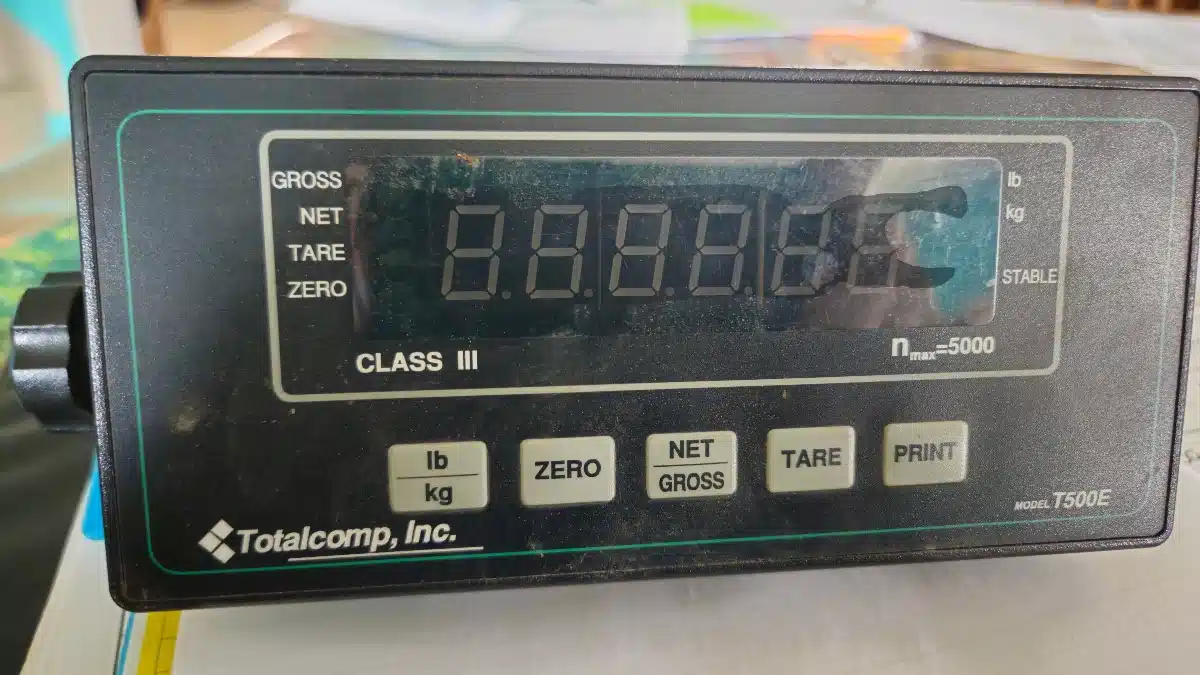 GROSS
NET
TARE
ZERO
lb
kg
STABLE
CLASS III
nmax=5000
lb
kg
ZERO
NET
GROSS
TARE
PRINT
Totalcomp, Inc.
MODEL T500E